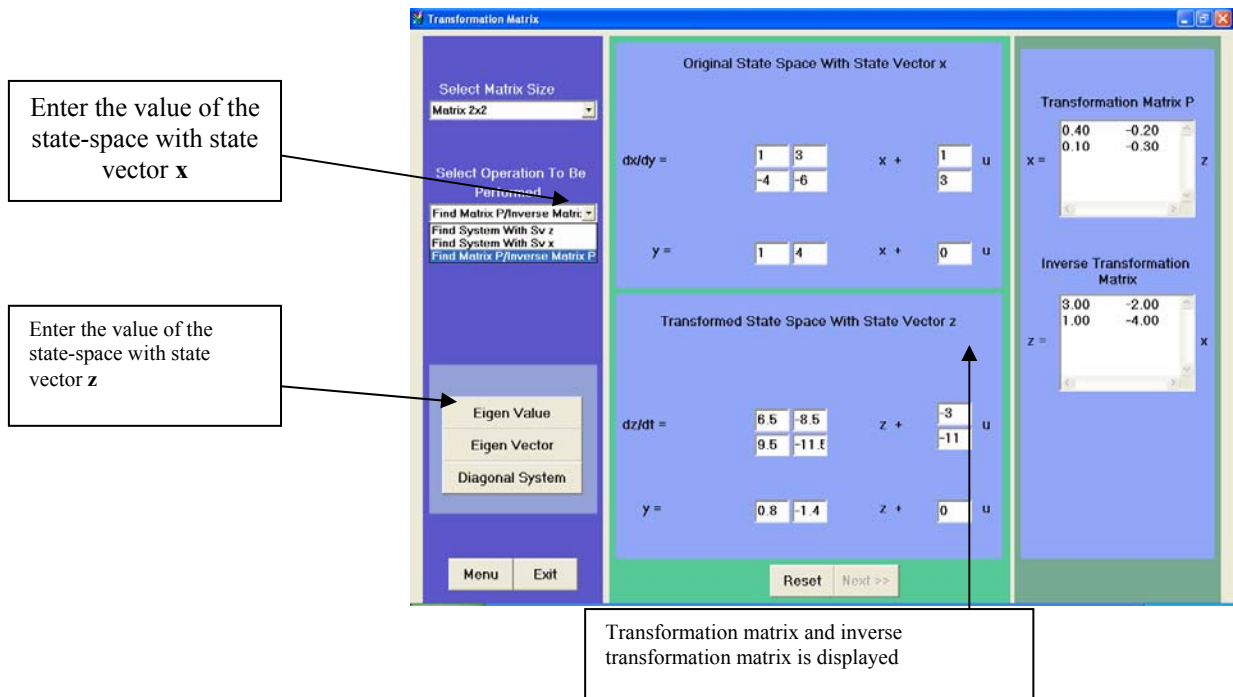 Transformation Matrix
Enter the value of the
state-space with state
vector x
Enter the value of the
state-space with state
vector z
Select Matrix Size
Matrix 2x2
Select Operation To Be
Performed
Find Matrix P/Inverse Matri:
Find System With Sv z
Find System With Sv x
Find Matrix P/Inverse Matrix P
Eigen Value
Eigen Vector
Diagonal System
Menu Exit
Original State Space With State Vector x
dx/dy = 1 3 x + 1 u
-4 -6 3
y = 1 4 x + 0 u
Transformed State Space With State Vector z
dz/dt = 6.5 -8.5 z + -3 u
9.5 -11.5 -11
y = 0.8 -1.4 z + 0 u
Reset Next >>
Transformation Matrix P
x = 0.40 -0.20 z
0.10 -0.30
Inverse Transformation
Matrix
3.00 -2.00
1.00 -4.00
z = x
Transformation matrix and inverse
transformation matrix is displayed